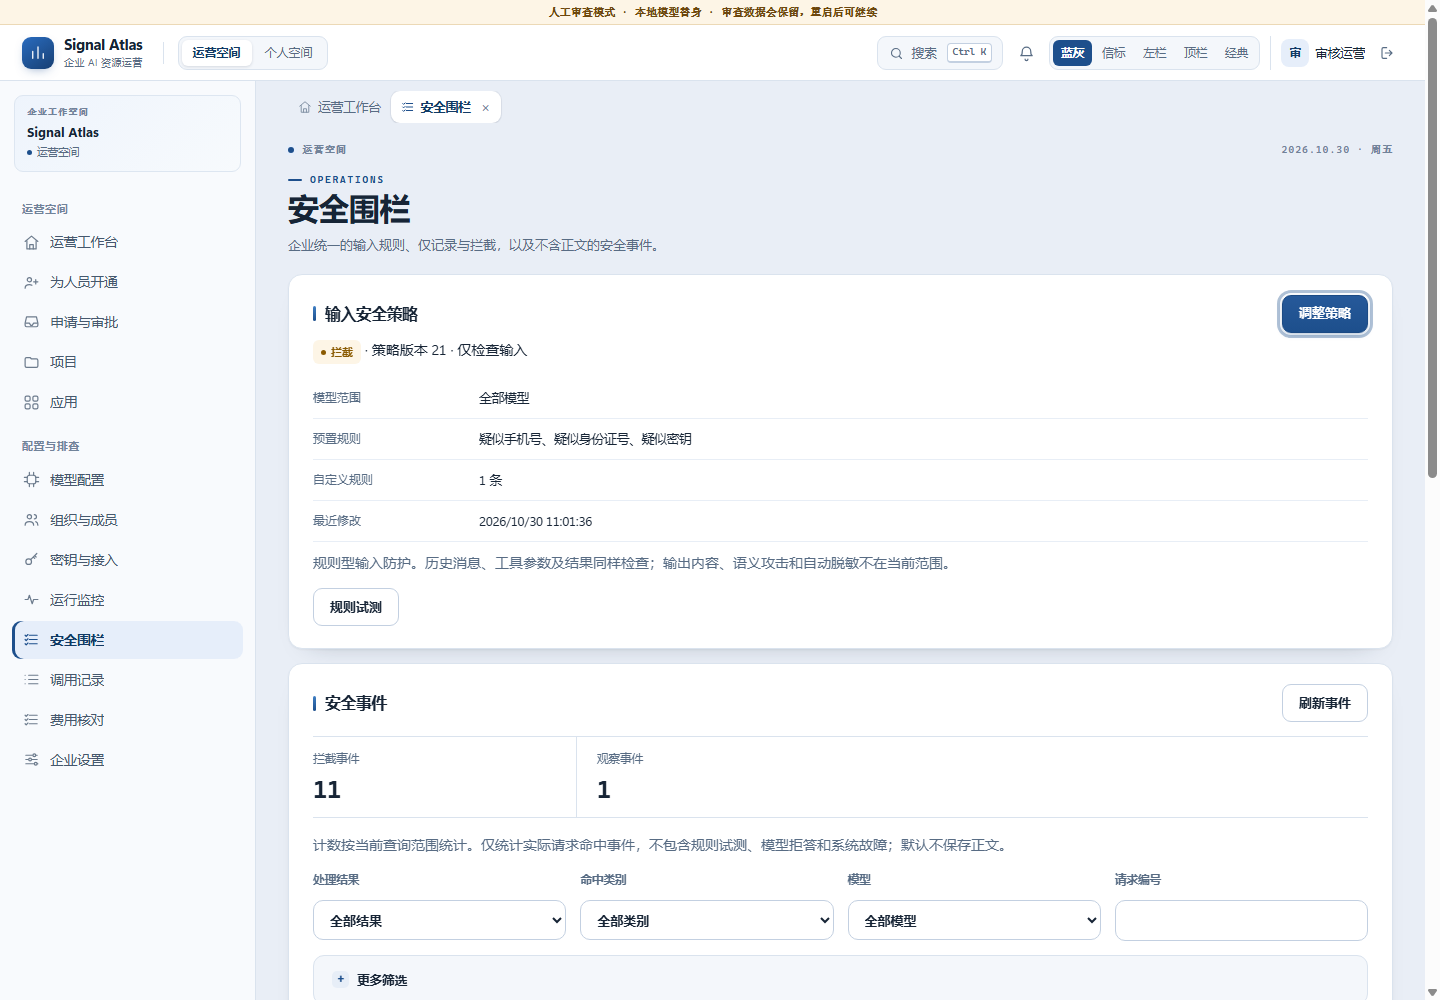 人工审查模式 · 本地模型替身 · 审查数据会保留，重启后可继续
Signal Atlas
企业 AI 资源运营
运营空间
个人空间
搜索
Ctrl K
蓝灰
信标
左栏
顶栏
经典
审
审核运营
企业工作空间
Signal Atlas
运营空间
运营空间
运营工作台
为人员开通
申请与审批
项目
应用
配置与排查
模型配置
组织与成员
密钥与接入
运行监控
安全围栏
调用记录
费用核对
企业设置
运营工作台
安全围栏 ×
运营空间
2026.10.30 · 周五
OPERATIONS
安全围栏
企业统一的输入规则、仅记录与拦截，以及不含正文的安全事件。
输入安全策略
调整策略
拦截 · 策略版本 21 · 仅检查输入
模型范围 全部模型
预置规则 疑似手机号、疑似身份证号、疑似密钥
自定义规则 1 条
最近修改 2026/10/30 11:01:36
规则型输入防护。历史消息、工具参数及结果同样检查；输出内容、语义攻击和自动脱敏不在当前范围。
规则试测
安全事件
刷新事件
拦截事件
11
观察事件
1
计数按当前查询范围统计。仅统计实际请求命中事件，不包含规则试测、模型拒答和系统故障；默认不保存正文。
处理结果
命中类别
模型
请求编号
全部结果
全部类别
全部模型
+ 更多筛选